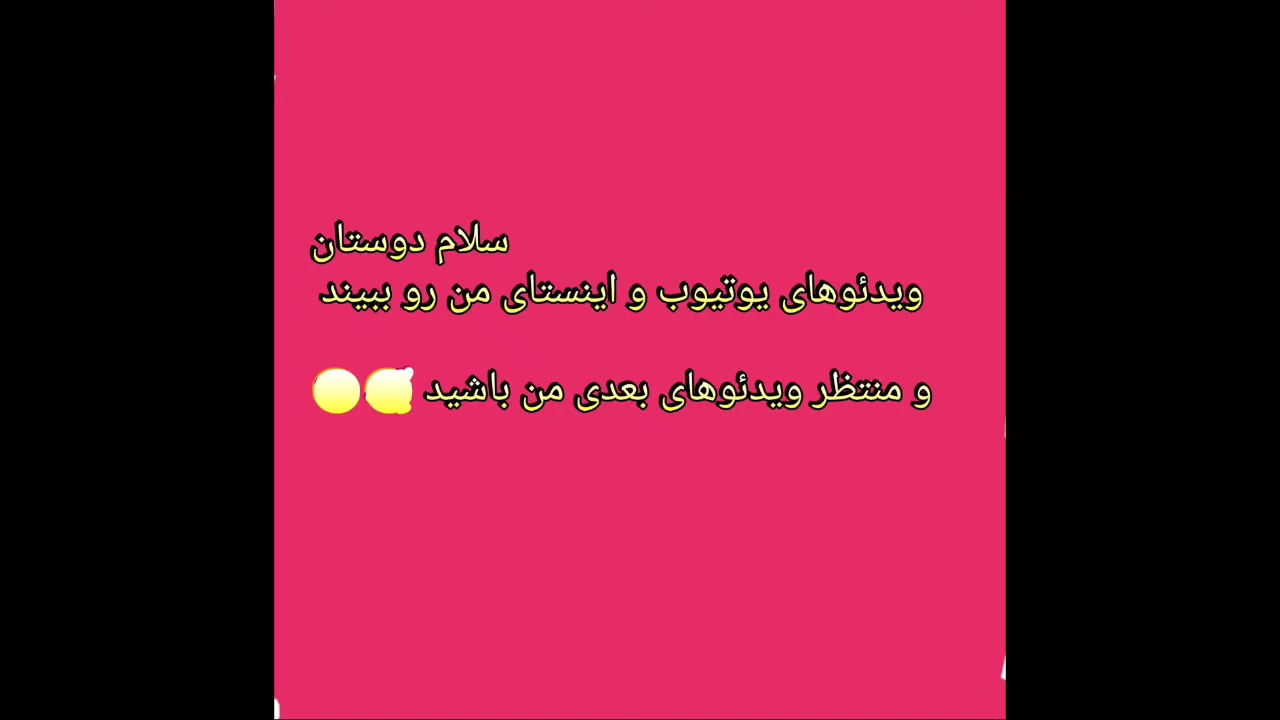 سلام دوستان
ویدئوهای یوتیوب و اینستای من رو ببیند
و منتظر ویدئوهای بعدی من باشید